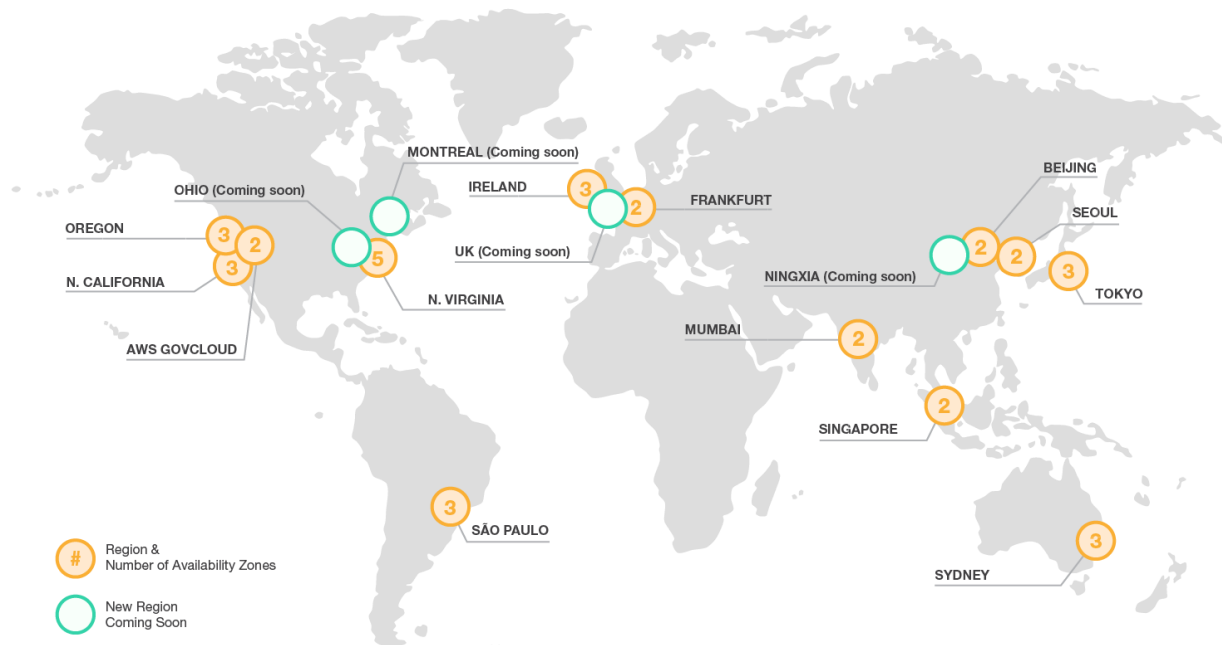 MONTREAL (Coming soon)
OHIO (Coming soon)
OREGON
3
2
3
N. CALIFORNIA
AWS GOVCLOUD
5
N. VIRGINIA
IRELAND
3
2
FRANKFURT
UK (Coming soon)
BEIJING
SEOUL
2
2
NINGXIA (Coming soon)
3
TOKYO
MUMBAI
2
2
SINGAPORE
3
SÃO PAULO
3
SYDNEY
#
Region &
Number of Availability Zones
New Region
Coming Soon